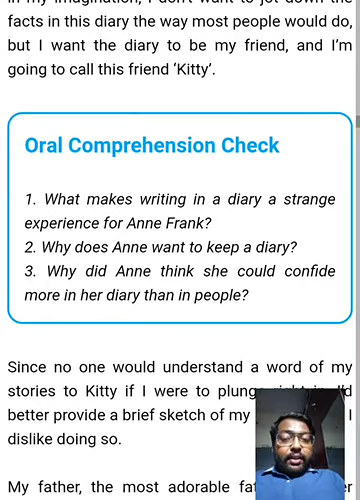 in my imagination, I don't want to jot down the
facts in this diary the way most people would do,
but I want the diary to be my friend, and I'm
going to call this friend ‘Kitty’.
Oral Comprehension Check
1. What makes writing in a diary a strange
experience for Anne Frank?
2. Why does Anne want to keep a diary?
3. Why did Anne think she could confide
more in her diary than in people?
Since no one would understand a word of my
stories to Kitty if I were to plunge right in, I'd
better provide a brief sketch of my I
dislike doing so.
My father, the most adorable